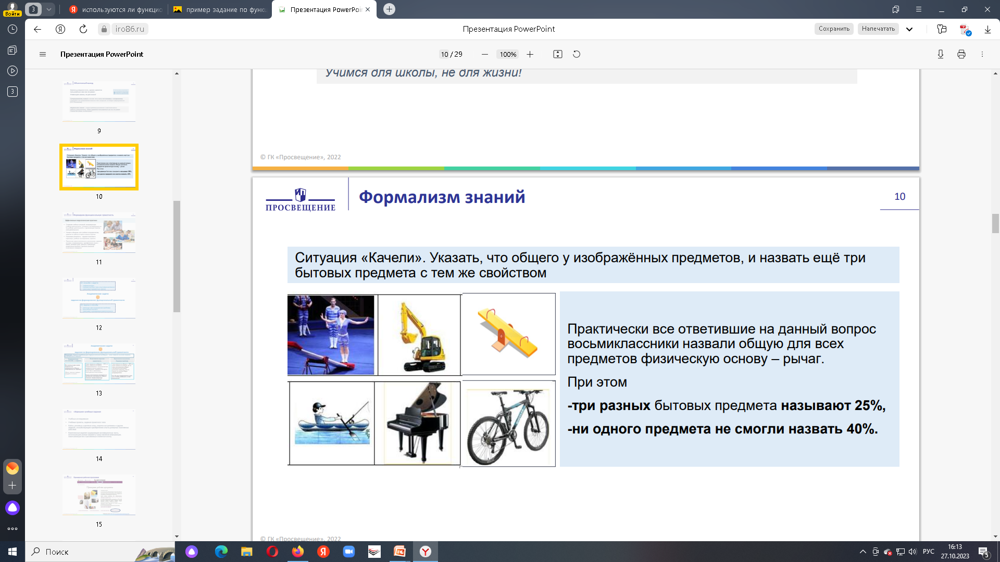 Войти
3
используются ли функцио
пример задание по функц
Презентация PowerPoi
iro86.ru
Презентация PowerPoint
Сохранить
Напечатать
3
Презентация PowerPoint
10 / 29
100%
9
10
11
12
13
14
15
Учимся для школы, не для жизни!
© ГК «Просвещение», 2022
ПРОСВЕЩЕНИЕ
Формализм знаний
10
Ситуация «Качели». Указать, что общего у изображённых предметов, и назвать ещё три
бытовых предмета с тем же свойством
Практически все ответившие на данный вопрос
восьмиклассники назвали общую для всех
предметов физическую основу – рычаг.
При этом
-три разных бытовых предмета называют 25%,
-ни одного предмета не смогли назвать 40%.
© ГК «Просвещение», 2022
Поиск
РУС
16:13
27.10.2023
5